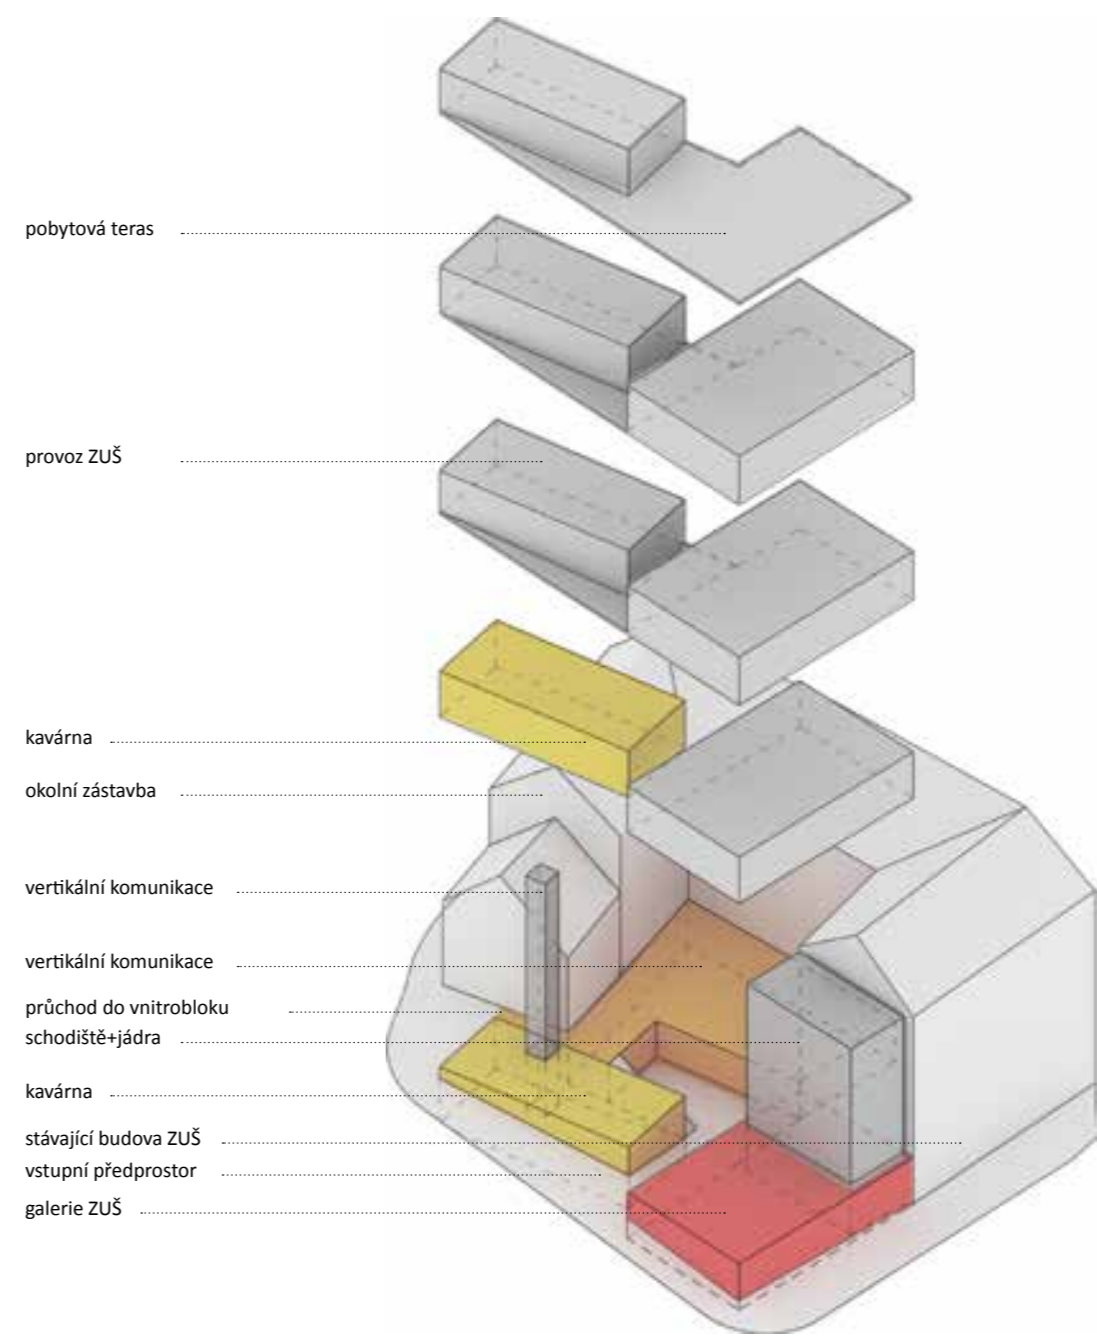 pobytová teras
provoz ZUŠ
kavárna
okolní zástavba
vertikální komunikace
vertikální komunikace
průchod do vnitrobloku
schodiště+jádra
kavárna
stávající budova ZUŠ
vstupní předprostor
galerie ZUŠ